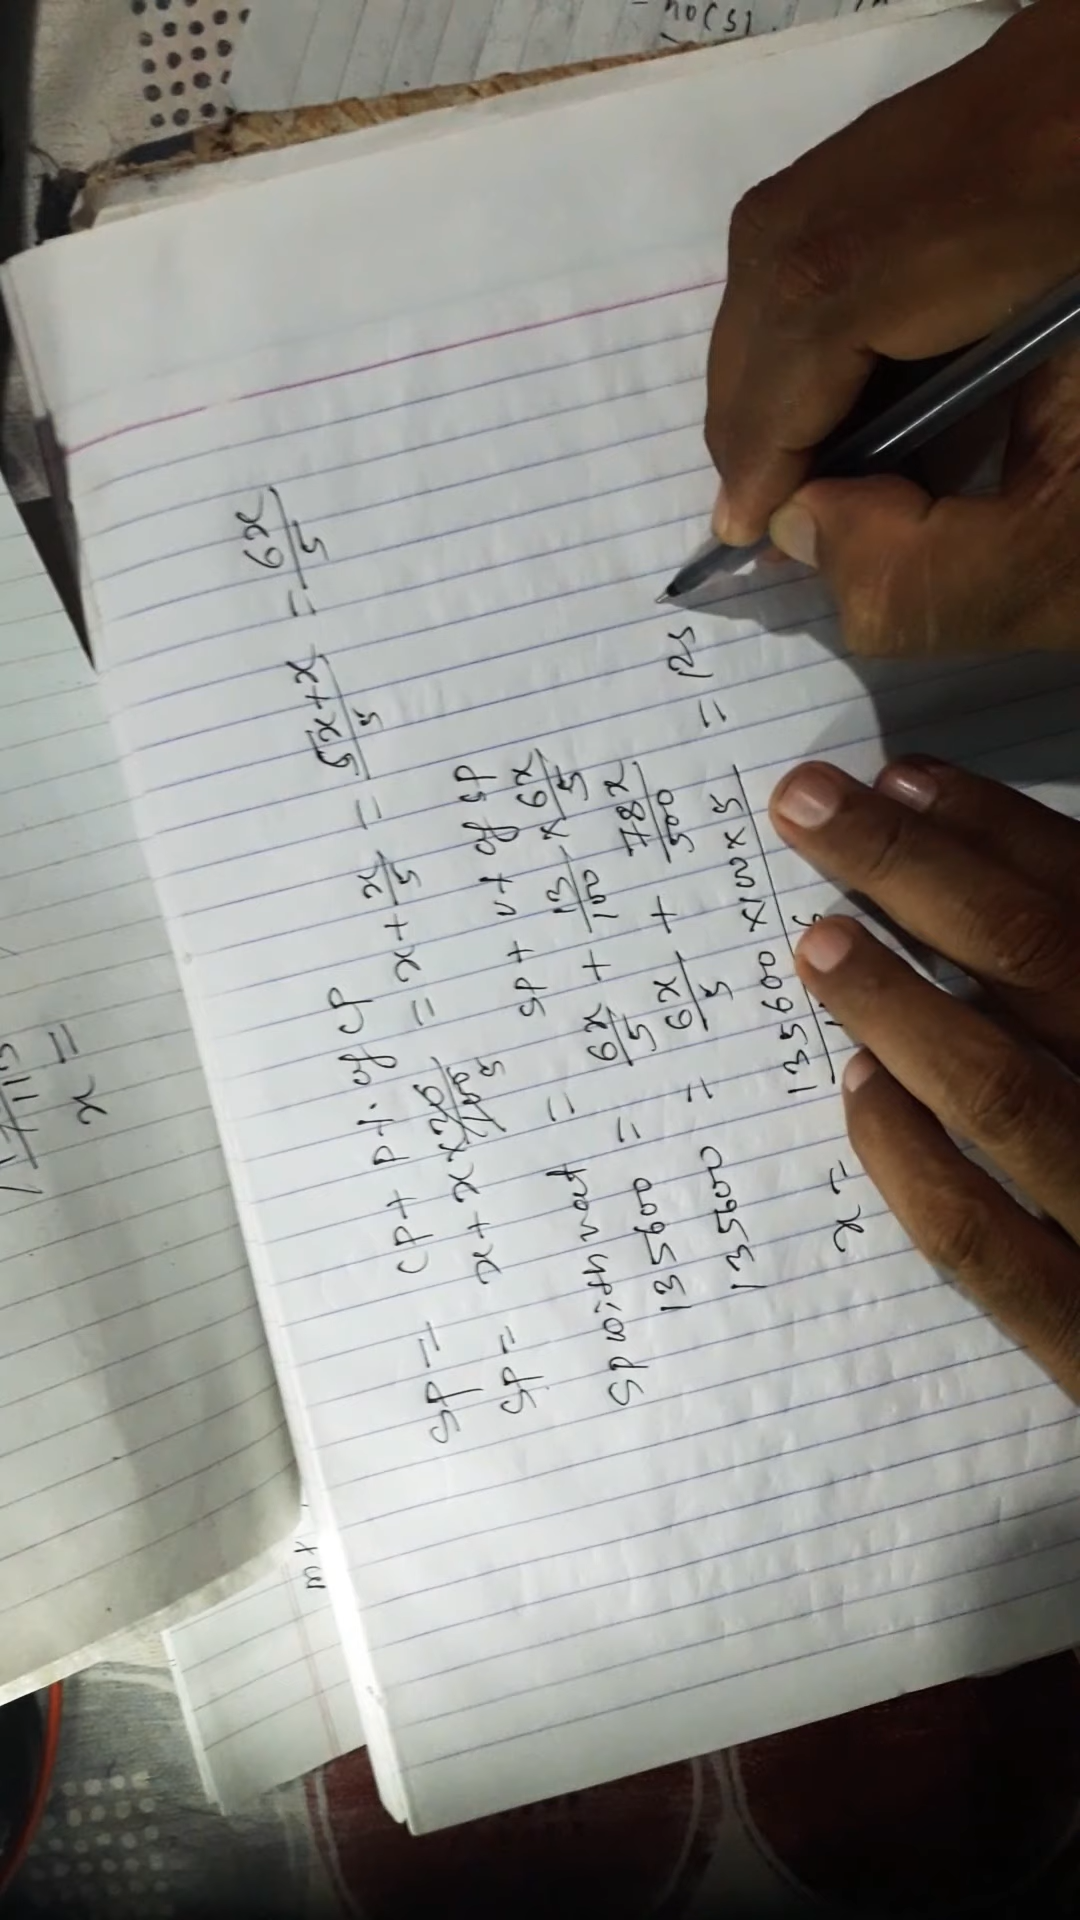 SP = CP + P% of CP
SP = x + x × 20/100 5 = x + x/5 = 5x+x/5 = 6x/5
SP with vat = SP + vt of SP
135600 = 6x/5 + 13/100 × 6x/5
135600 = 6x/5 + 78x/500
x = 135600 × 100 × 5 = 125
x =